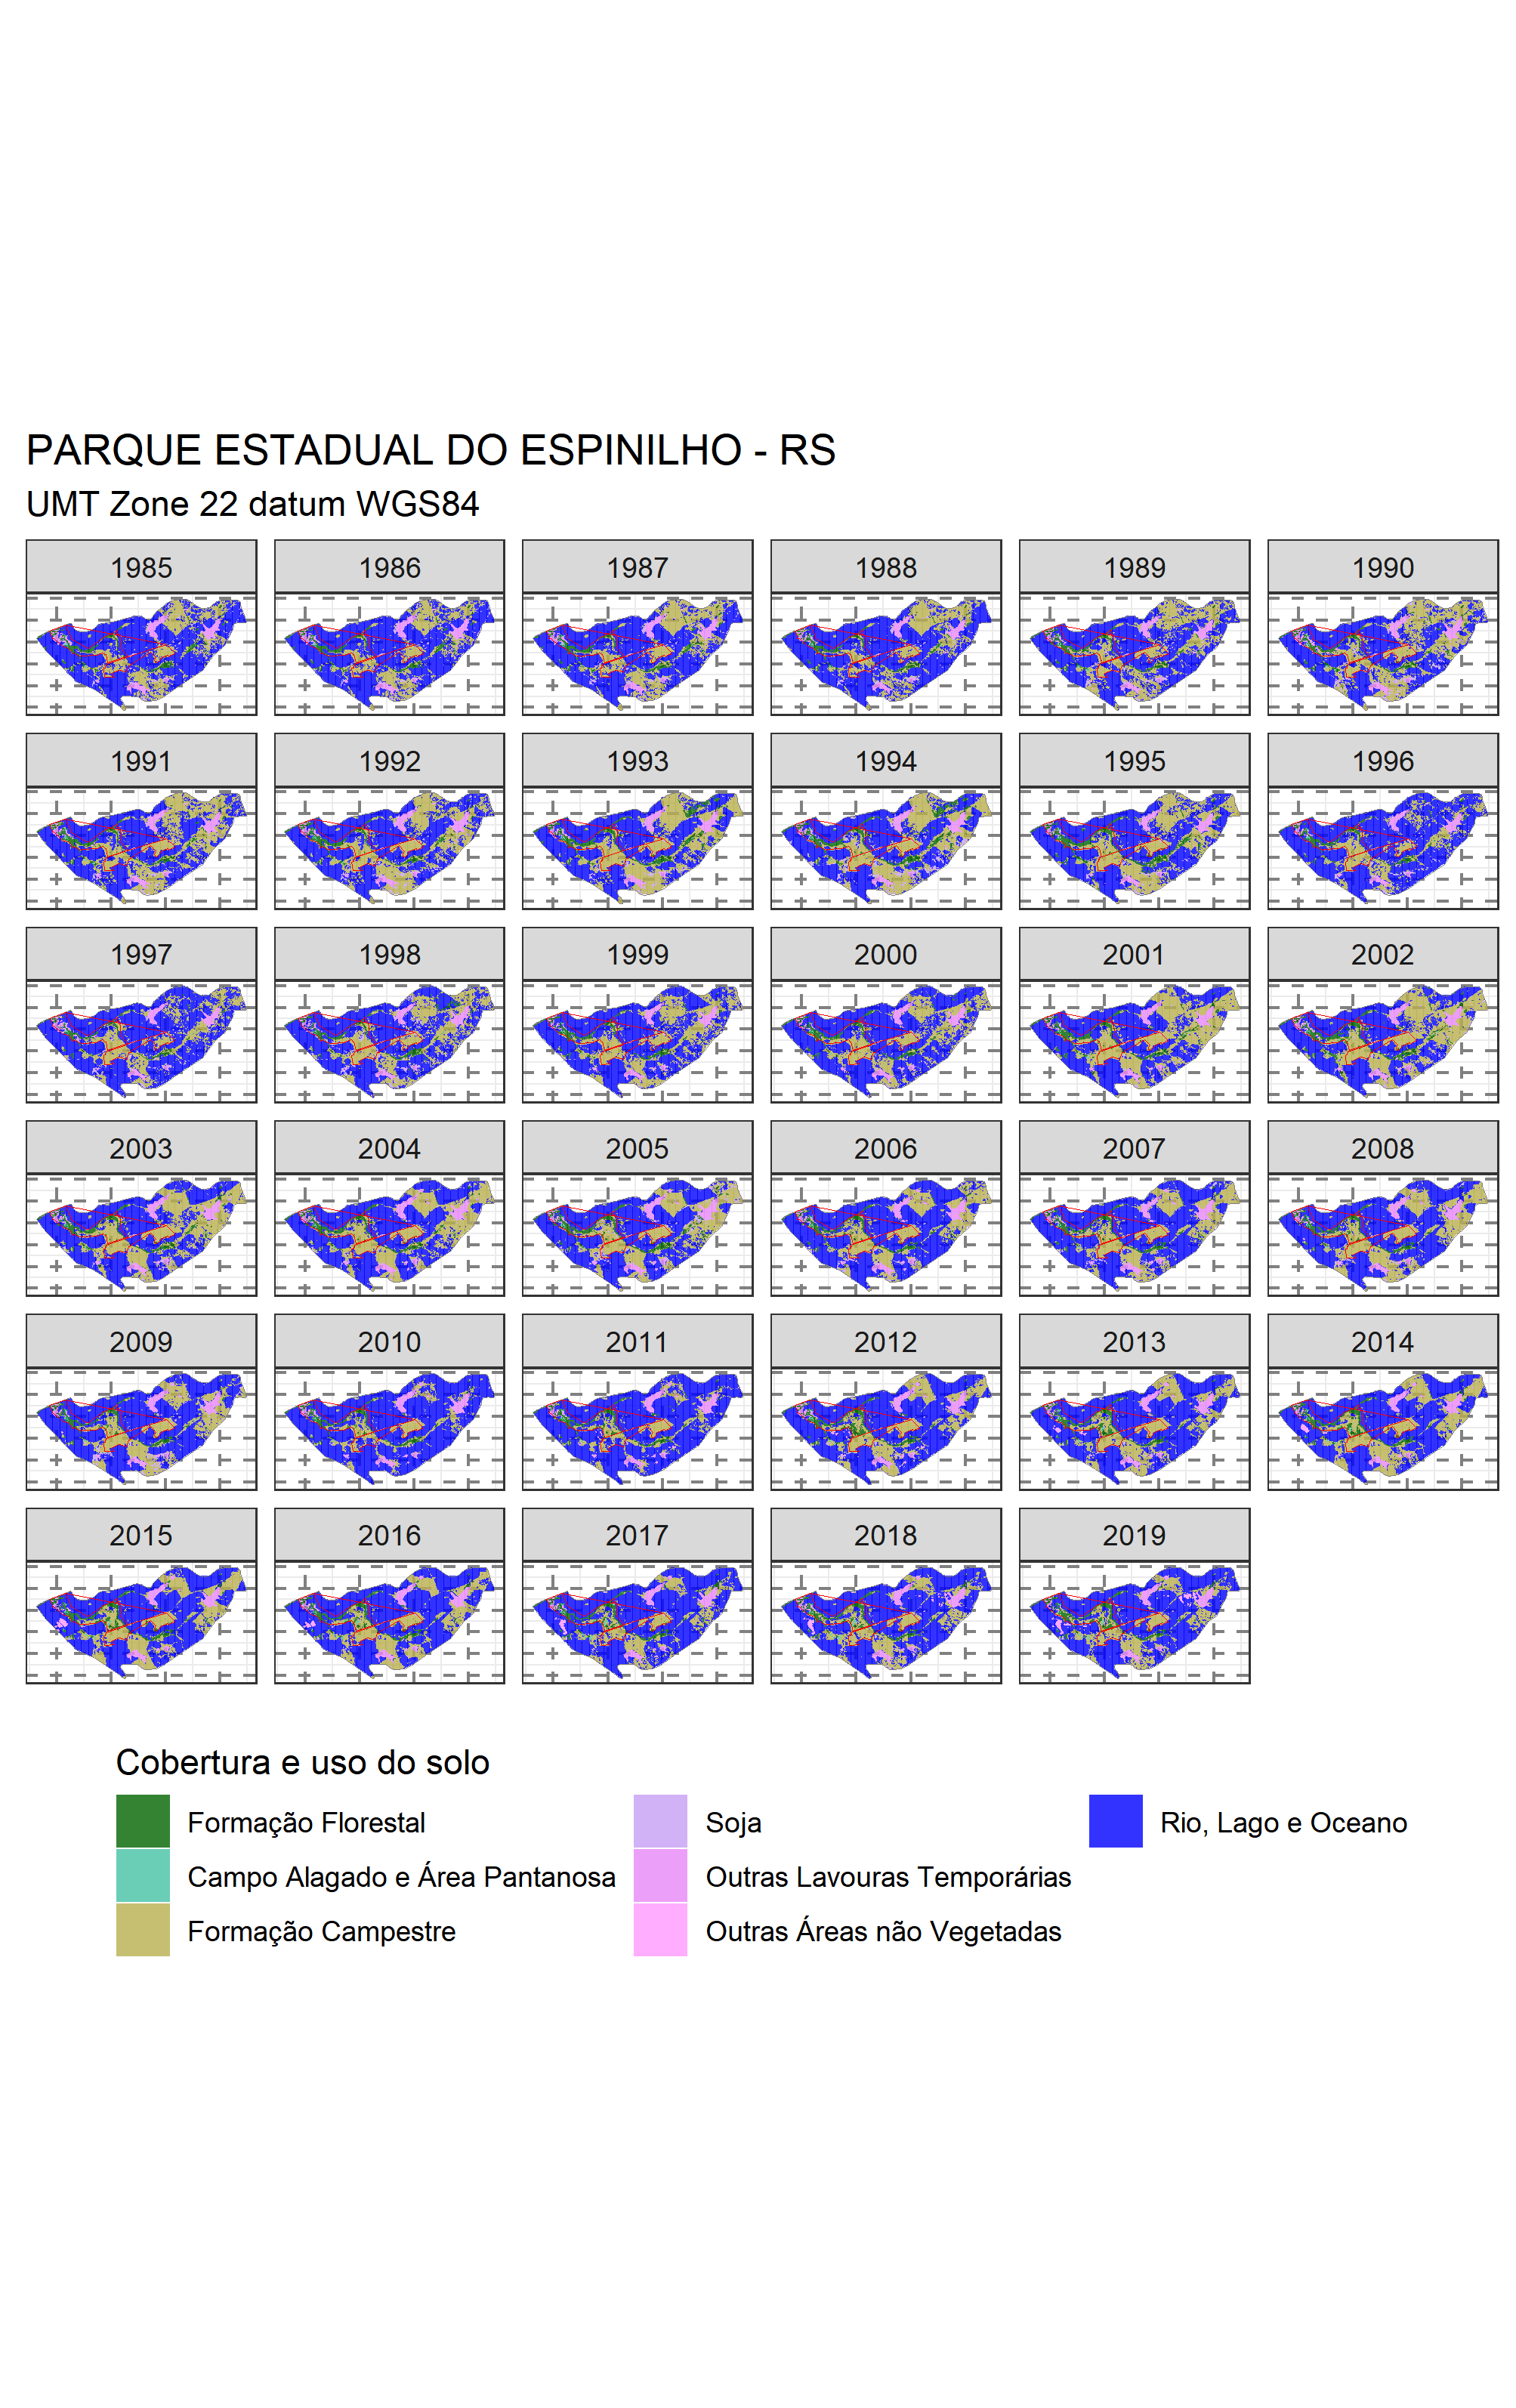 PARQUE ESTADUAL DO ESPINILHO - RS
UMT Zone 22 datum WGS84
1985 1986 1987 1988 1989 1990
1991 1992 1993 1994 1995 1996
1997 1998 1999 2000 2001 2002
2003 2004 2005 2006 2007 2008
2009 2010 2011 2012 2013 2014
2015 2016 2017 2018 2019
Cobertura e uso do solo
Formação Florestal
Campo Alagado e Área Pantanosa
Formação Campestre
Soja
Outras Lavouras Temporárias
Outras Áreas não Vegetadas
Rio, Lago e Oceano